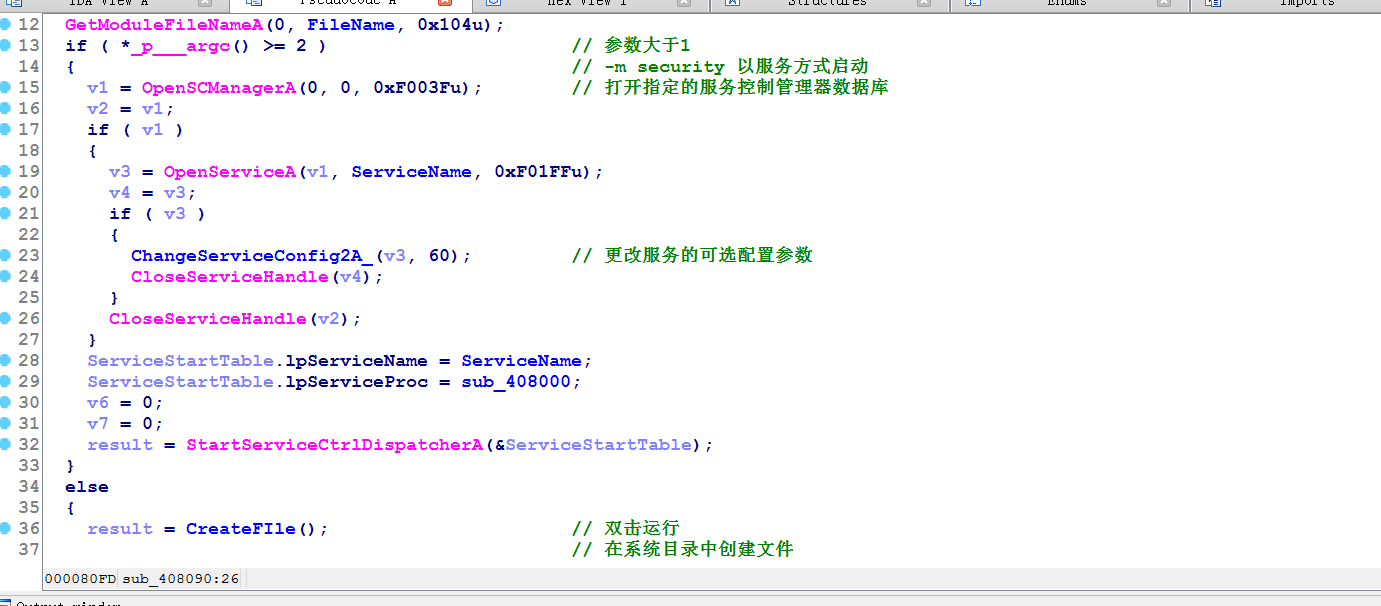 IDA View A Pseudocode A Hex View 1 Structures Enums Imports
12 GetModuleFileNameA(0, FileName, 0x104u);
13 if ( *_p___argc() >= 2 ) // 参数大于1
14 { // -m security 以服务方式启动
15 v1 = OpenSCManagerA(0, 0, 0xF003Fu); // 打开指定的服务控制管理器数据库
16 v2 = v1;
17 if ( v1 )
18 {
19 v3 = OpenServiceA(v1, ServiceName, 0xF01FFu);
20 v4 = v3;
21 if ( v3 )
22 {
23 ChangeServiceConfig2A_(v3, 60); // 更改服务的可选配置参数
24 CloseServiceHandle(v4);
25 }
26 CloseServiceHandle(v2);
27 }
28 ServiceStartTable.lpServiceName = ServiceName;
29 ServiceStartTable.lpServiceProc = sub_408000;
30 v6 = 0;
31 v7 = 0;
32 result = StartServiceCtrlDispatcherA(&ServiceStartTable);
33 }
34 else
35 {
36 result = CreateFIle(); // 双击运行
37 // 在系统目录中创建文件
000080FD sub_408090:26
Output window